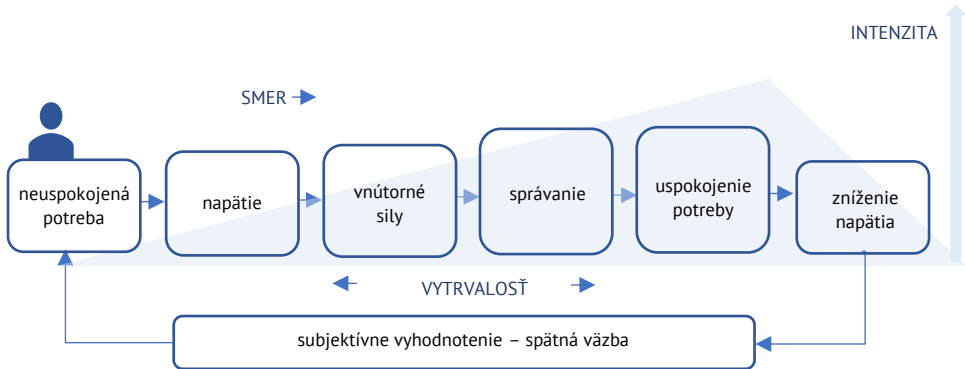 INTENZITA
SMER
neuspokojená
potreba
napätie
vnútorné
sily
správanie
uspokojenie
potreby
zníženie
napätia
VYTRVALOSŤ
subjektívne vyhodnotenie – spätná väzba